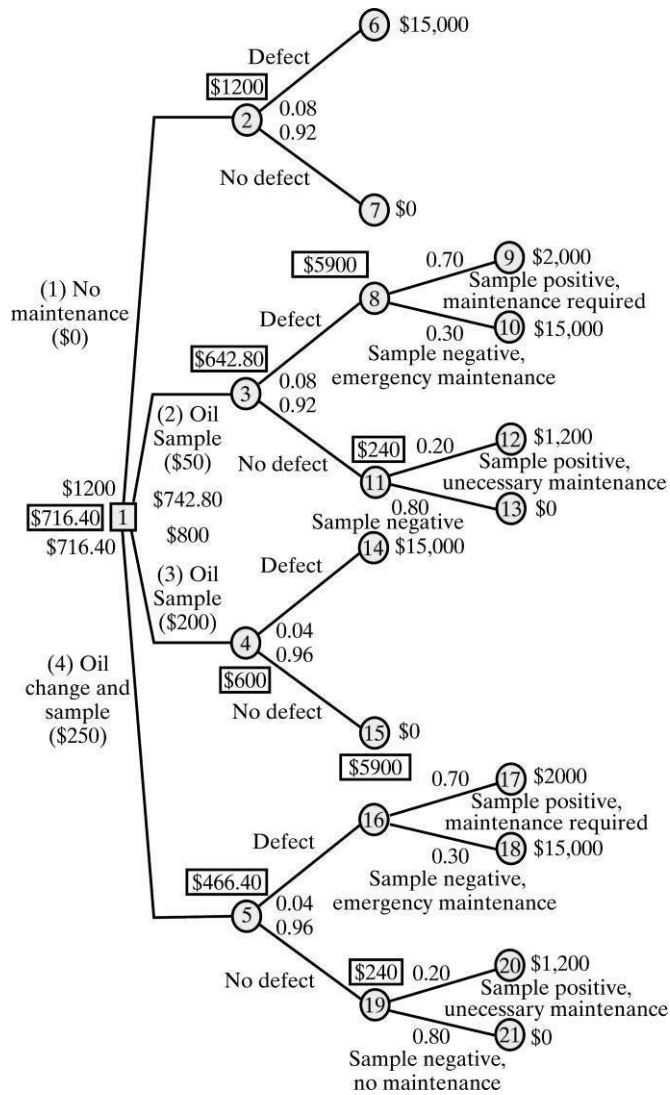 6 $15,000
Defect
$1200
2 0.08
0.92
No defect
7 $0
(1) No
maintenance
($0)
$5900
0.70 9 $2,000
Sample positive,
maintenance required
8
Defect
0.30 10 $15,000
Sample negative,
emergency maintenance
$642.80
3 0.08
0.92
(2) Oil
Sample
($50)
No defect
$240 0.20 12 $1,200
Sample positive,
unecessary maintenance
11
0.80 13 $0
Sample negative
$1200
$716.40 1
$716.40
$742.80
$800
14 $15,000
Defect
(3) Oil
Sample
($200)
4 0.04
0.96
$600
No defect
15 $0
(4) Oil
change and
sample
($250)
$5900
0.70 17 $2000
Sample positive,
maintenance required
16
Defect
0.30 18 $15,000
Sample negative,
emergency maintenance
$466.40
5 0.04
0.96
No defect
$240 0.20 20 $1,200
Sample positive,
unecessary maintenance
19
0.80 21 $0
Sample negative,
no maintenance